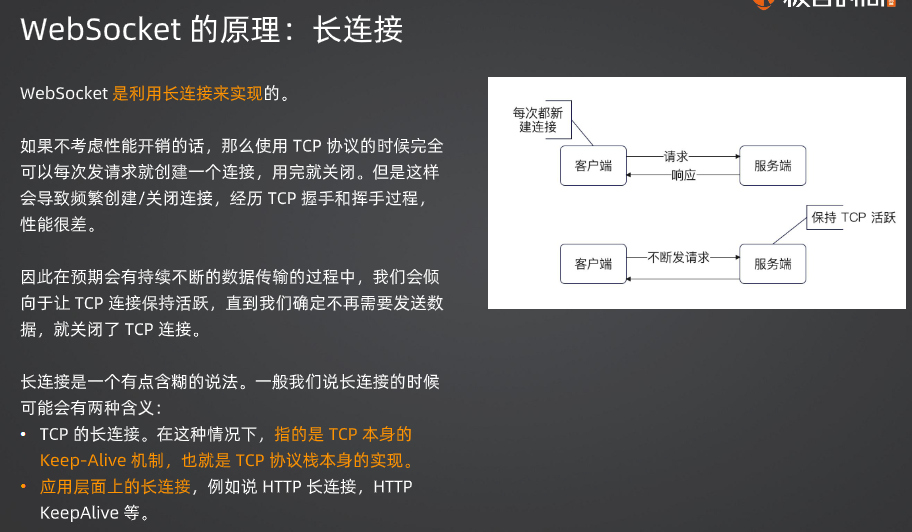 WebSocket 的原理：长连接
WebSocket 是利用长连接来实现的。
如果不考虑性能开销的话，那么使用 TCP 协议的时候完全
可以每次发请求就创建一个连接，用完就关闭。但是这样
会导致频繁创建/关闭连接，经历 TCP 握手和挥手过程，
性能很差。
因此在预期会有持续不断的数据传输的过程中，我们会倾
向于让 TCP 连接保持活跃，直到我们确定不再需要发送数
据，就关闭了 TCP 连接。
长连接是一个有点含糊的说法。一般我们说长连接的时候
可能会有两种含义：
• TCP 的长连接。在这种情况下，指的是 TCP 本身的
Keep-Alive 机制，也就是 TCP 协议栈本身的实现。
• 应用层面上的长连接，例如说 HTTP 长连接，HTTP
KeepAlive 等。
每次都新
建连接
客户端
请求
响应
服务端
保持 TCP 活跃
客户端
不断发请求
服务端